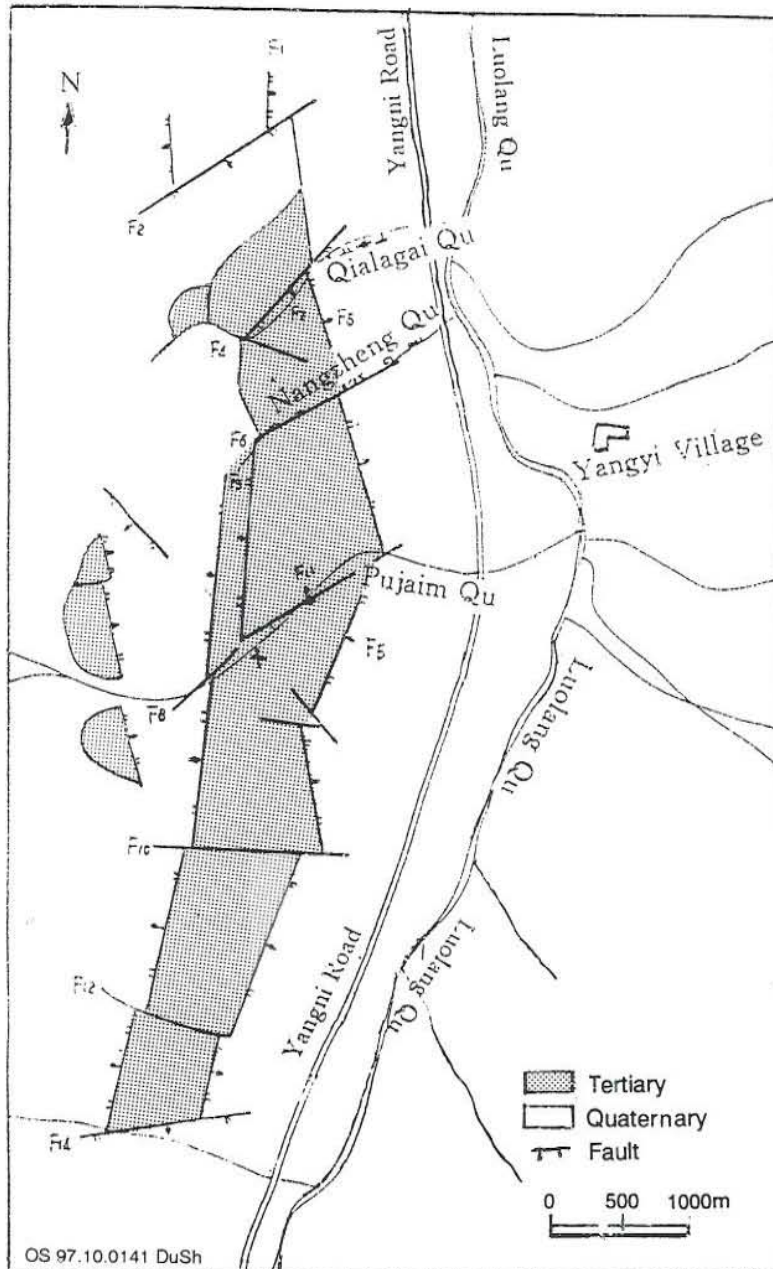 N
F2
Yangni Road
Luolang Qu
Qialagai Qu
F5
F4
Nangzheng Qu
F6
Yangyi Village
Pujaim Qu
F5
F8
Luolang Qu
F10
Luolang Qu
Yangni Road
F12
F14
Tertiary
Quaternary
Fault
0 500 1000m
OS 97.10.0141 DuSh